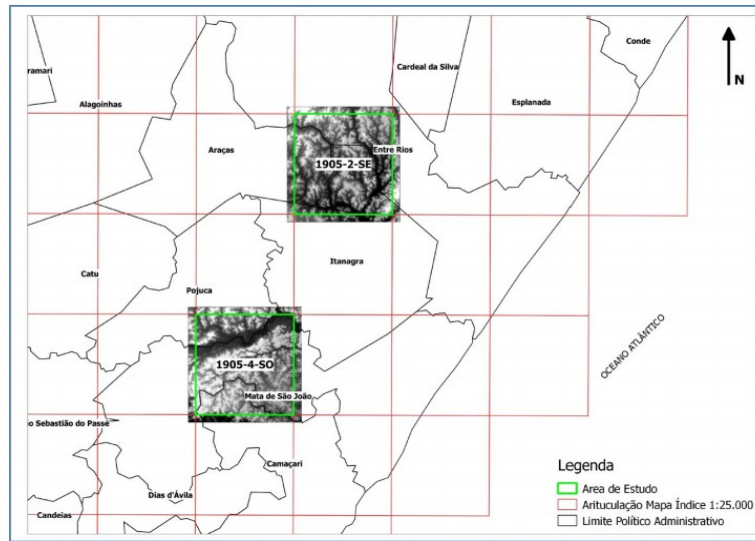 Conde
Cardeal da Silva
ramari
Alagoinhas
Esplanada
N
Araças
Entre Rios
1905-2-SE
Itanagra
Catu
Pojuca
OCEANO ATLÂNTICO
1905-4-SO
Mata de São João
o Sebastião do Passé
Camaçari
Dias d'Ávila
Candeias
Legenda
Area de Estudo
Arituculação Mapa Índice 1:25.000
Limite Político Administrativo